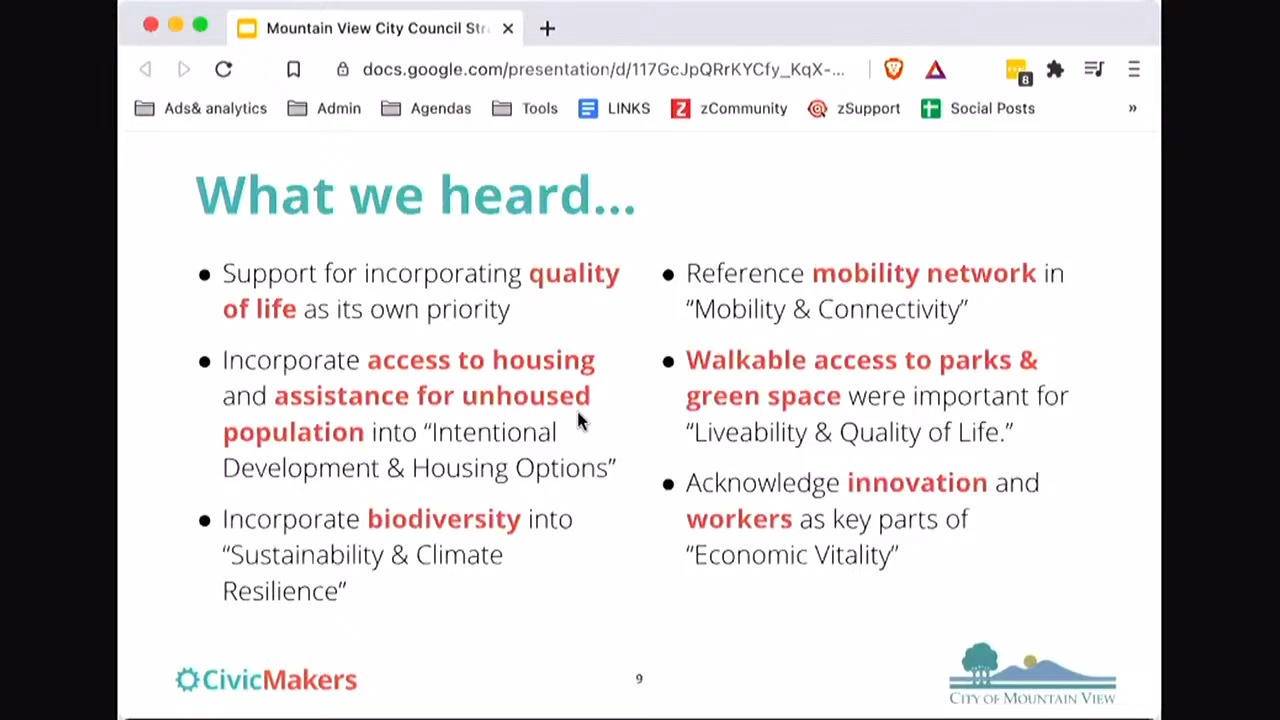 Mountain View City Council Str
docs.google.com/presentation/d/117GcJpQRrKYCfy_KqX-...
8
Ads& analytics
Admin
Agendas
Tools
LINKS
zCommunity
zSupport
Social Posts
»
What we heard...
● Support for incorporating quality
of life as its own priority
● Incorporate access to housing
and assistance for unhoused
population into “Intentional
Development & Housing Options”
● Incorporate biodiversity into
“Sustainability & Climate
Resilience”
● Reference mobility network in
“Mobility & Connectivity”
● Walkable access to parks &
green space were important for
“Liveability & Quality of Life.”
● Acknowledge innovation and
workers as key parts of
“Economic Vitality”
CivicMakers
9
CITY OF MOUNTAIN VIEW